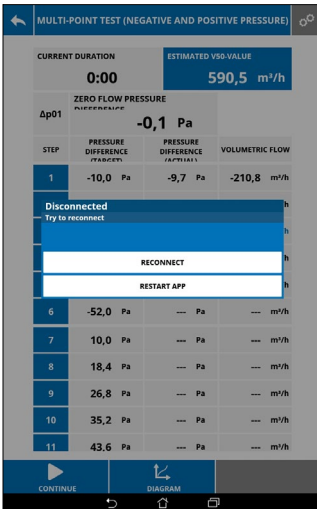 MULTI-POINT TEST (NEGATIVE AND POSITIVE PRESSURE)
CURRENT DURATION
0:00
ESTIMATED V50-VALUE
590,5 m³/h
Δp01
ZERO FLOW PRESSURE
DIFFERENCE
-0,1 Pa
STEP PRESSURE DIFFERENCE (TARGET) PRESSURE DIFFERENCE (ACTUAL) VOLUMETRIC FLOW
1 -10,0 Pa -9,7 Pa -210,8 m³/h
h
Disconnected
Try to reconnect
h
h
RECONNECT
h
RESTART APP
6 -52,0 Pa --- Pa --- m³/h
7 10,0 Pa --- Pa --- m³/h
8 18,4 Pa --- Pa --- m³/h
9 26,8 Pa --- Pa --- m³/h
10 35,2 Pa --- Pa --- m³/h
11 43,6 Pa --- Pa --- m³/h
CONTINUE
DIAGRAM